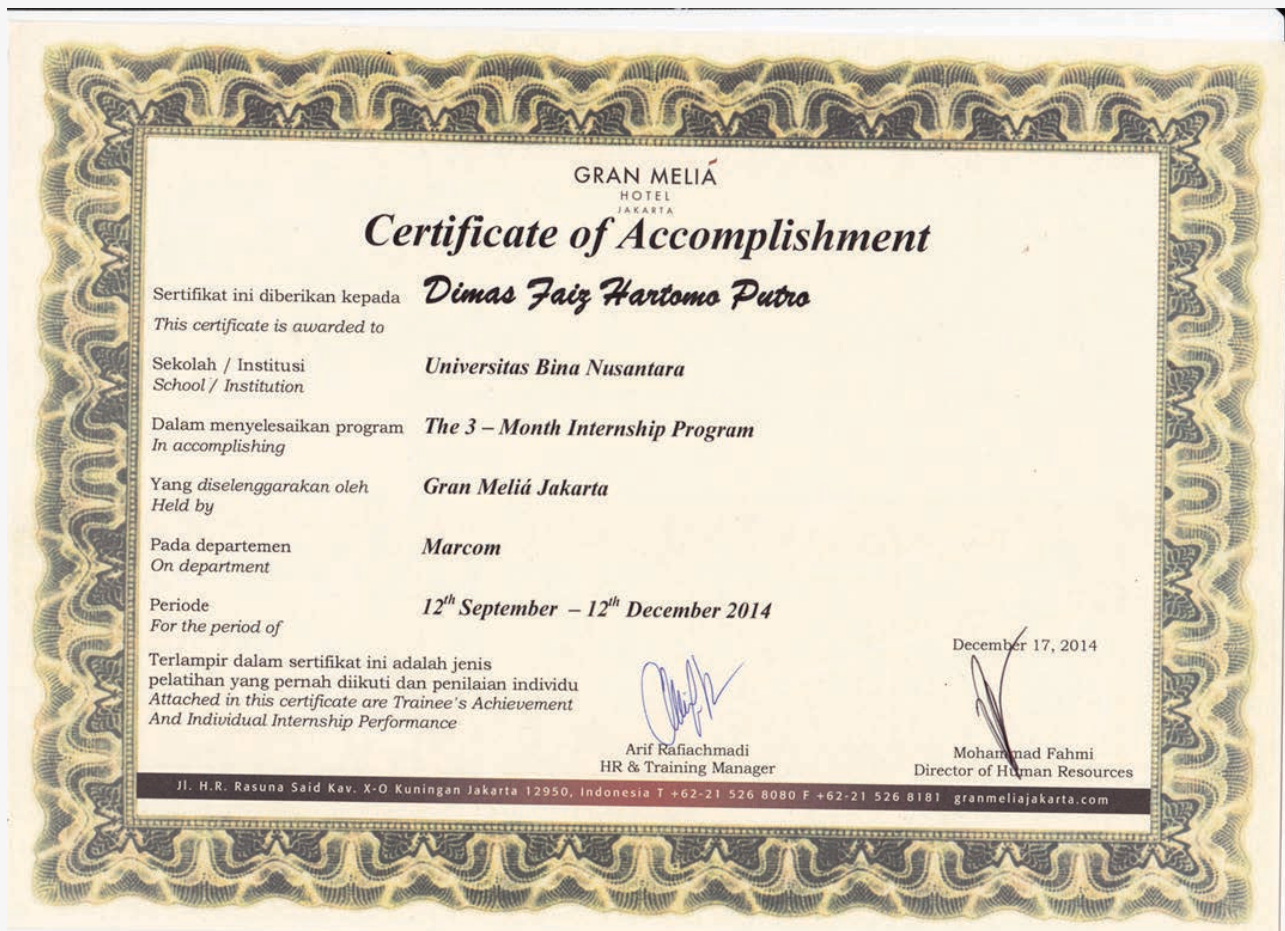 GRAN MELIÁ
HOTEL
JAKARTA
Certificate of Accomplishment
Sertifikat ini diberikan kepada Dimas Faiz Hartomo Putro
This certificate is awarded to
Sekolah / Institusi Universitas Bina Nusantara
School / Institution
Dalam menyelesaikan program The 3 – Month Internship Program
In accomplishing
Yang diselenggarakan oleh Gran Meliá Jakarta
Held by
Pada departemen Marcom
On department
Periode 12th September – 12th December 2014
For the period of
December 17, 2014
Terlampir dalam sertifikat ini adalah jenis
pelatihan yang pernah diikuti dan penilaian individu
Attached in this certificate are Trainee's Achievement
And Individual Internship Performance
Arif Rafiachmadi
HR & Training Manager
Mohammad Fahmi
Director of Human Resources
Jl. H.R. Rasuna Said Kav. X-O Kuningan Jakarta 12950, Indonesia T +62-21 526 8080 F +62-21 526 8181 granmeliajakarta.com